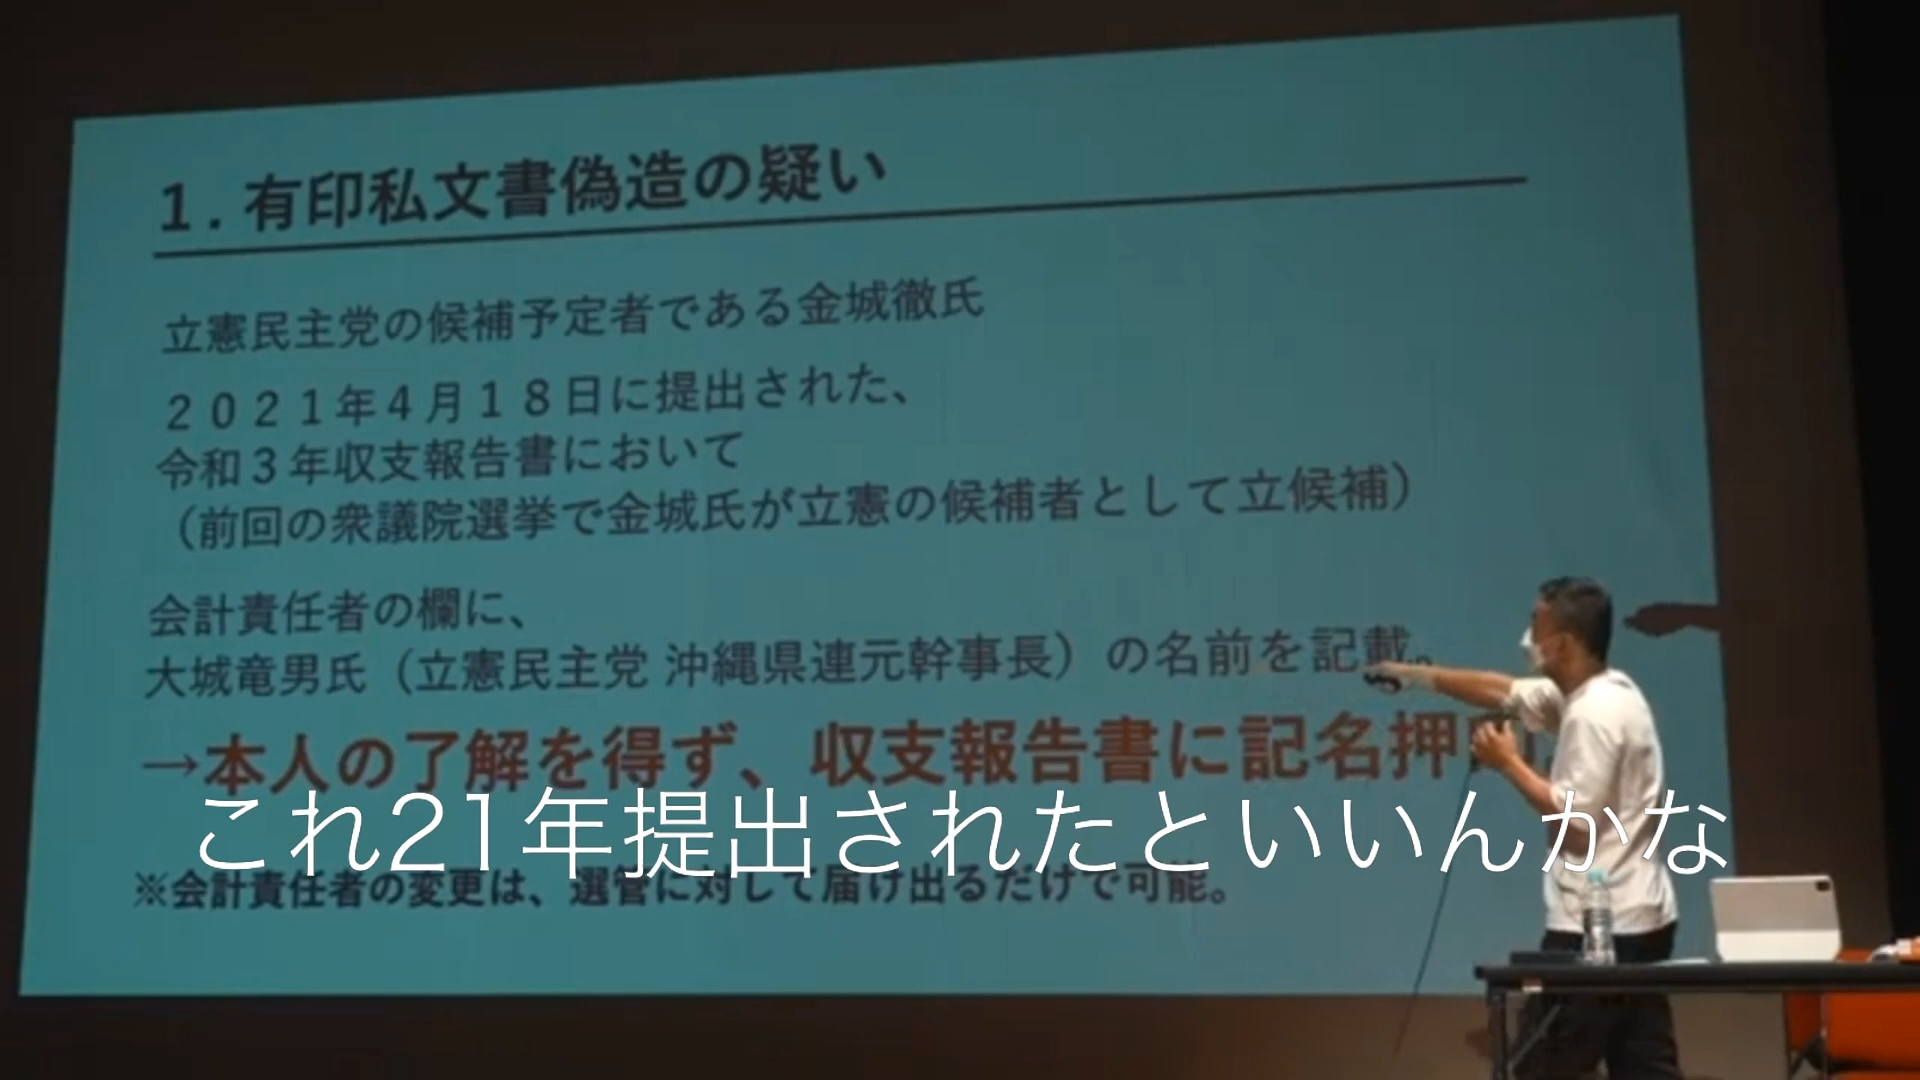 1. 有印私文書偽造の疑い
立憲民主党の候補予定者である金城徹氏
２０２１年４月１８日に提出された、
令和３年収支報告書において
（前回の衆議院選挙で金城氏が立憲の候補者として立候補）
会計責任者の欄に、
大城竜男氏（立憲民主党 沖縄県連元幹事長）の名前を記載。
→本人の了解を得ず、収支報告書に記名押
これ21年提出されたといいんかな
※会計責任者の変更は、選管に対して届け出るだけで可能。